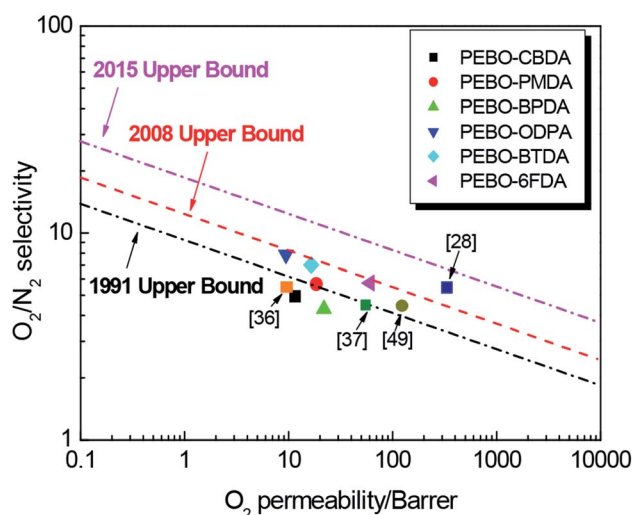 100
10
1
0.1
1
10
100
1000
10000
O₂/N₂ selectivity
O₂ permeability/Barrer
2015 Upper Bound
2008 Upper Bound
1991 Upper Bound
PEBO-CBDA
PEBO-PMDA
PEBO-BPDA
PEBO-ODPA
PEBO-BTDA
PEBO-6FDA
[28]
[36]
[37]
[49]